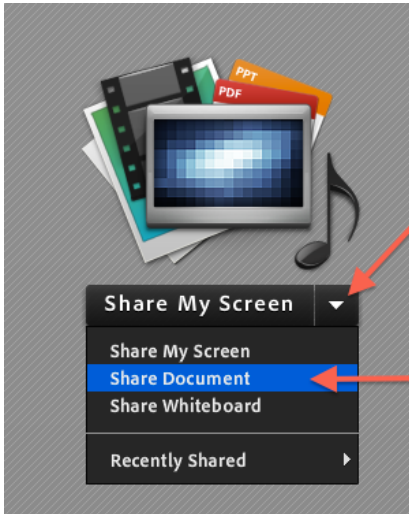 PPT
PDF
Share My Screen
Share My Screen
Share Document
Share Whiteboard
Recently Shared